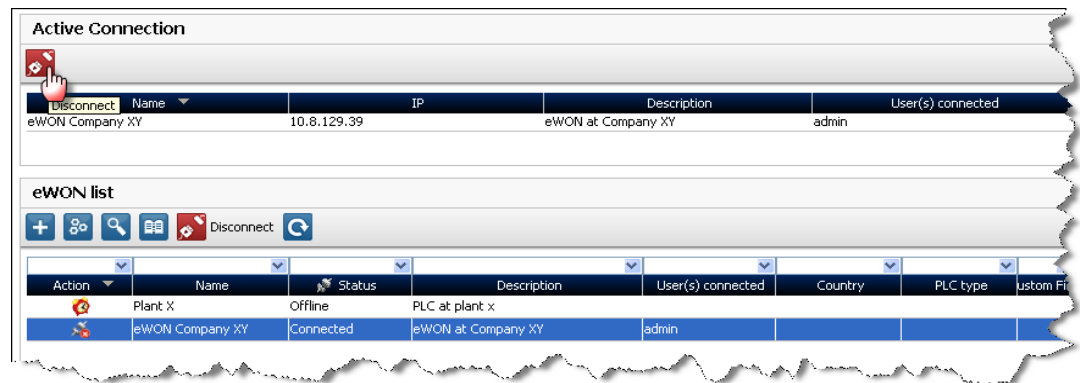 Active Connection
Disconnect Name IP Description User(s) connected
eWON Company XY 10.8.129.39 eWON at Company XY admin
eWON list
Disconnect
Action Name Status Description User(s) connected Country PLC type ustom Fi
Plant X Offline PLC at plant x
eWON Company XY Connected eWON at Company XY admin